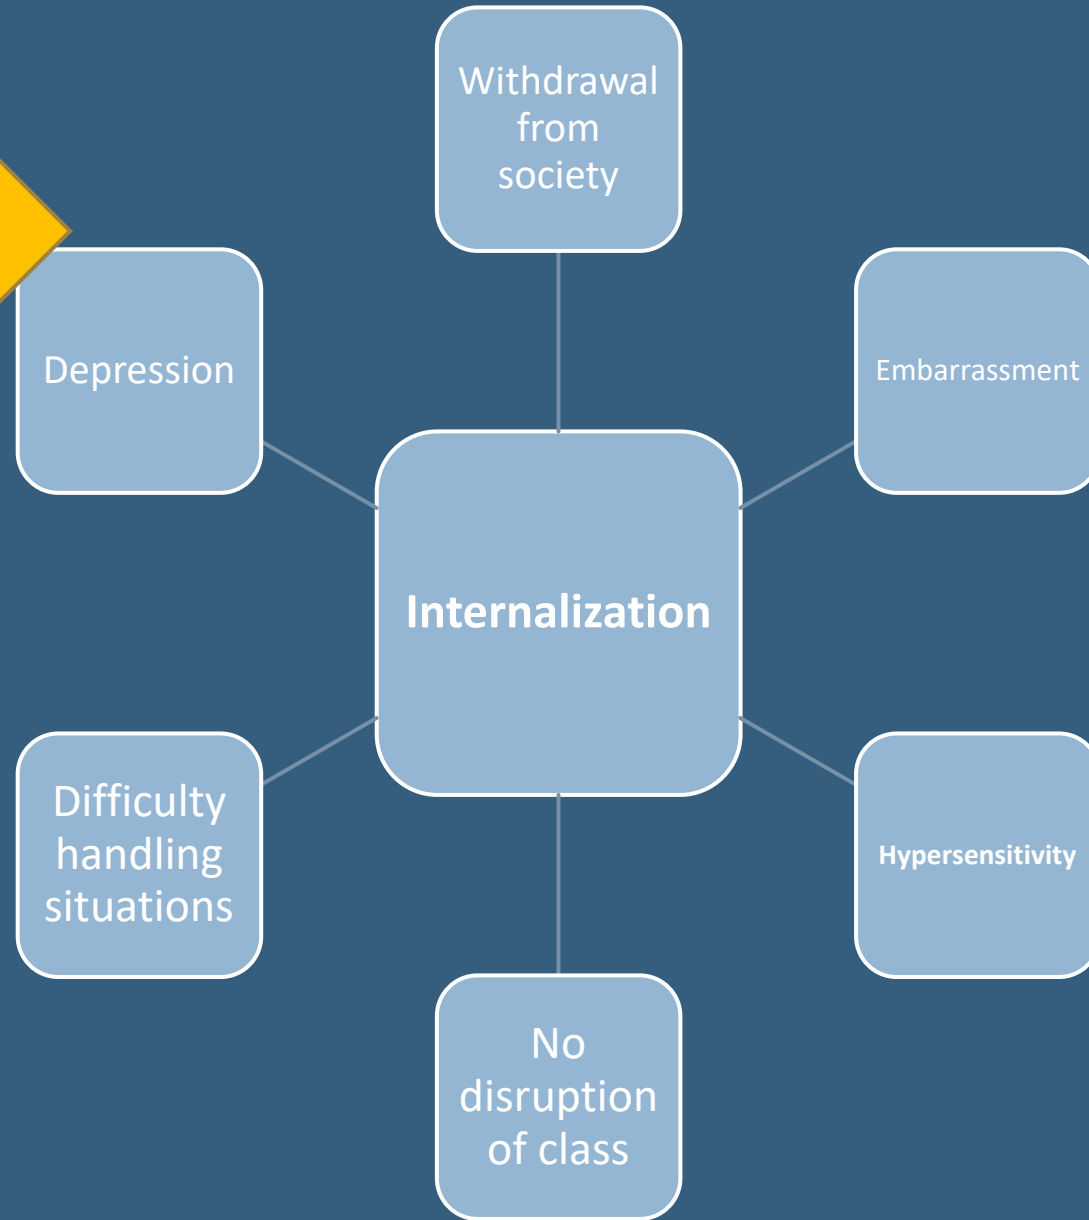 Withdrawal
from
society
Depression
Embarrassment
Internalization
Difficulty
handling
situations
Hypersensitivity
No
disruption
of class